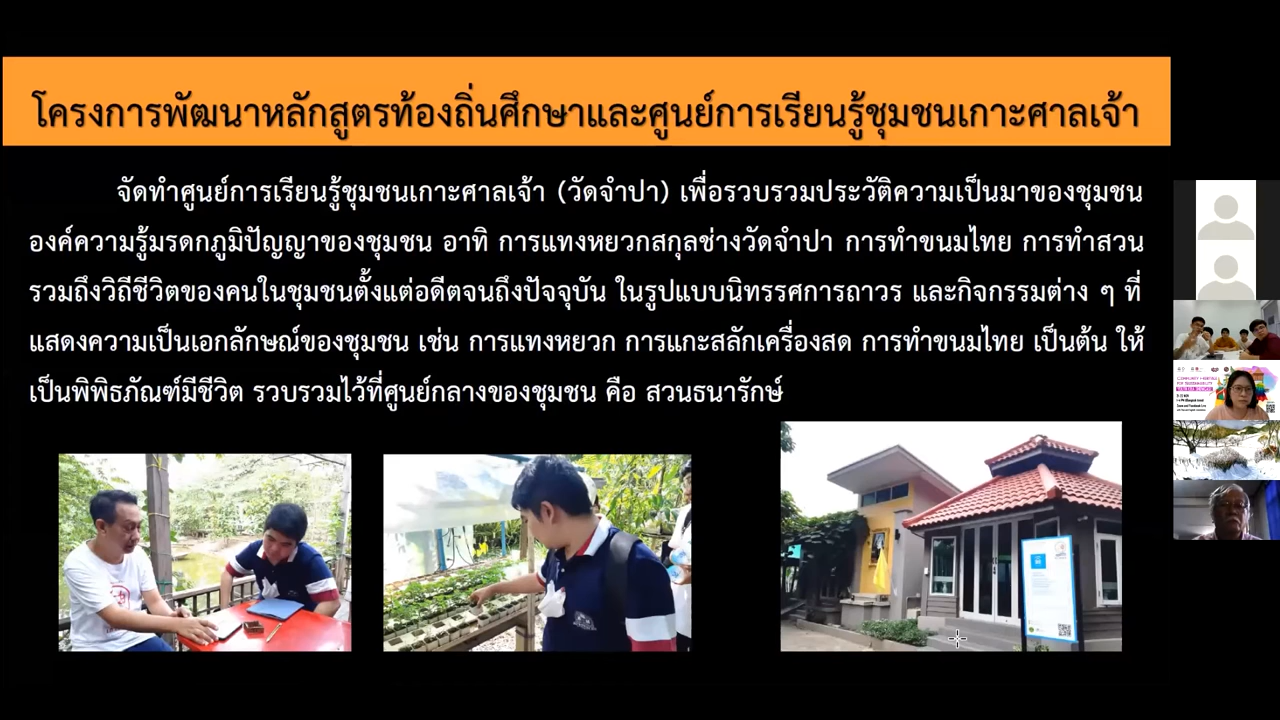 โครงการพัฒนาหลักสูตรท้องถิ่นศึกษาและศูนย์การเรียนรู้ชุมชนเกาะศาลเจ้า
จัดทำศูนย์การเรียนรู้ชุมชนเกาะศาลเจ้า (วัดจำปา) เพื่อรวบรวมประวัติความเป็นมาของชุมชน
องค์ความรู้มรดกภูมิปัญญาของชุมชน อาทิ การแทงหยวกสกุลช่างวัดจำปา การทำขนมไทย การทำสวน
รวมถึงวิถีชีวิตของคนในชุมชนตั้งแต่อดีตจนถึงปัจจุบัน ในรูปแบบนิทรรศการถาวร และกิจกรรมต่าง ๆ ที่
แสดงความเป็นเอกลักษณ์ของชุมชน เช่น การแทงหยวก การแกะสลักเครื่องสด การทำขนมไทย เป็นต้น ให้
เป็นพิพิธภัณฑ์มีชีวิต รวบรวมไว้ที่ศูนย์กลางของชุมชน คือ สวนธนารักษ์